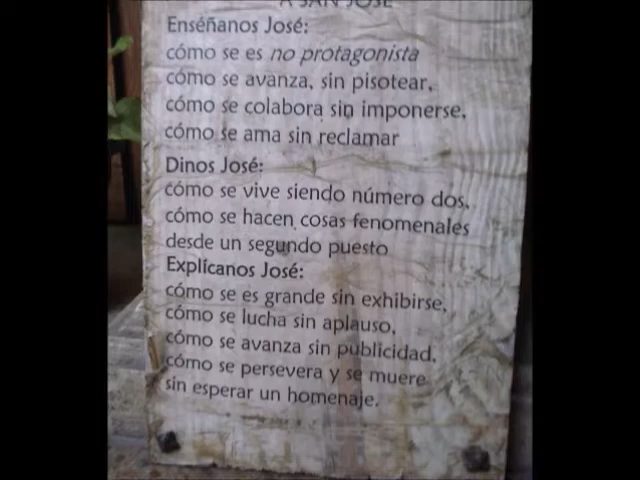 A SAN JOSÉ
Enséñanos José:
cómo se es no protagonista
cómo se avanza, sin pisotear,
cómo se colabora sin imponerse,
cómo se ama sin reclamar
Dinos José:
cómo se vive siendo número dos,
cómo se hacen cosas fenomenales
desde un segundo puesto
Explícanos José:
cómo se es grande sin exhibirse,
cómo se lucha sin aplauso,
cómo se avanza sin publicidad,
cómo se persevera y se muere
sin esperar un homenaje.